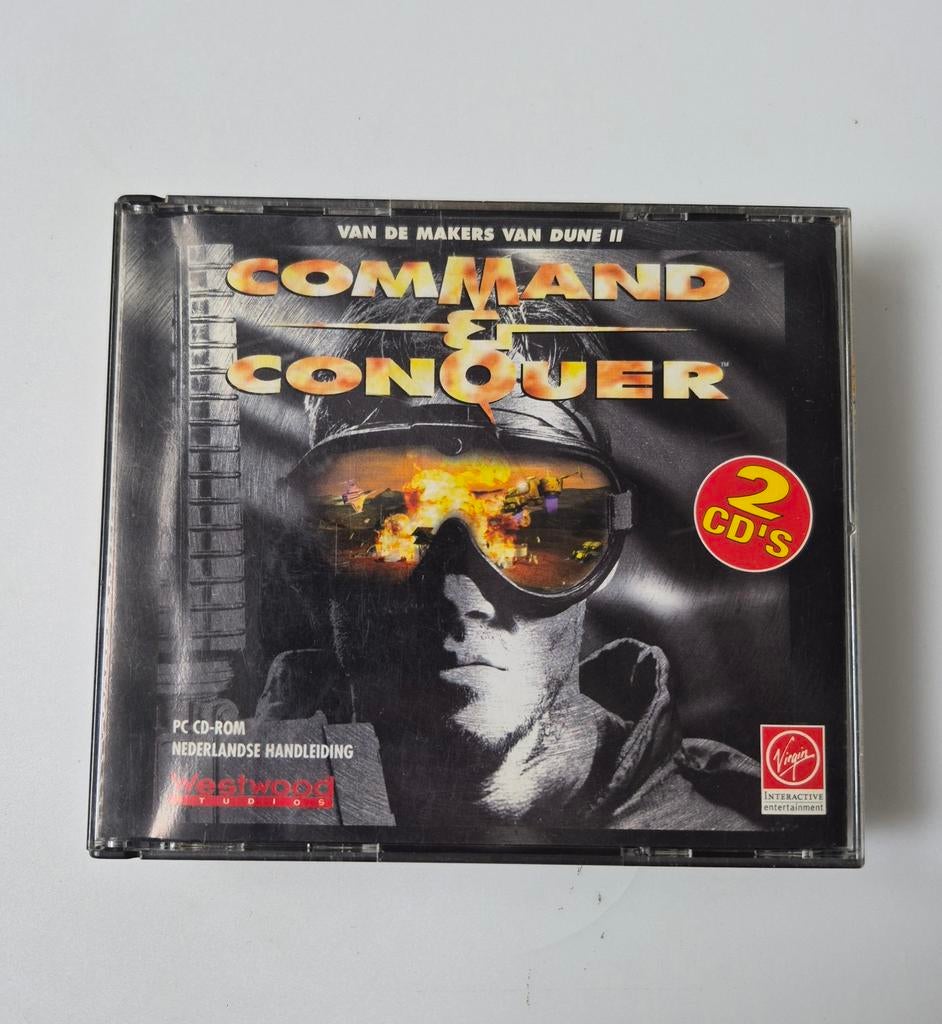 VAN DE MAKERS VAN DUNE II
COMMAND
&
CONQUER™
2
CD'S
PC CD-ROM
NEDERLANDSE HANDLEIDING
Westwood
STUDIOS
Virgin
INTERACTIVE
entertainment